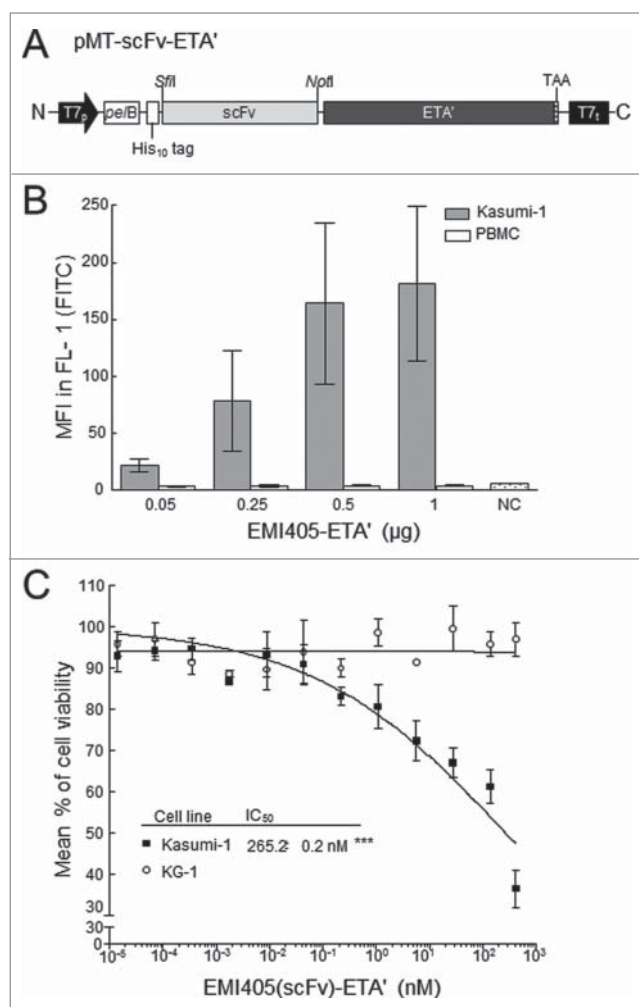 A
pMT-scFv-ETA'
SfiI
NotI
TAA
N
T7p
pelB
scFv
ETA'
T7t
C
His10 tag
B
Kasumi-1
PBMC
250
200
150
100
50
0
MFI in FL- 1 (FITC)
0.05
0.25
0.5
1
NC
EMI405-ETA' (µg)
C
110
100
90
80
70
60
50
40
30
30
0
Mean % of cell viability
Cell line IC50
Kasumi-1 265.2± 0.2 nM ***
KG-1
10-5
10-4
10-3
10-2
10-1
100
101
102
103
EMI405(scFv)-ETA' (nM)